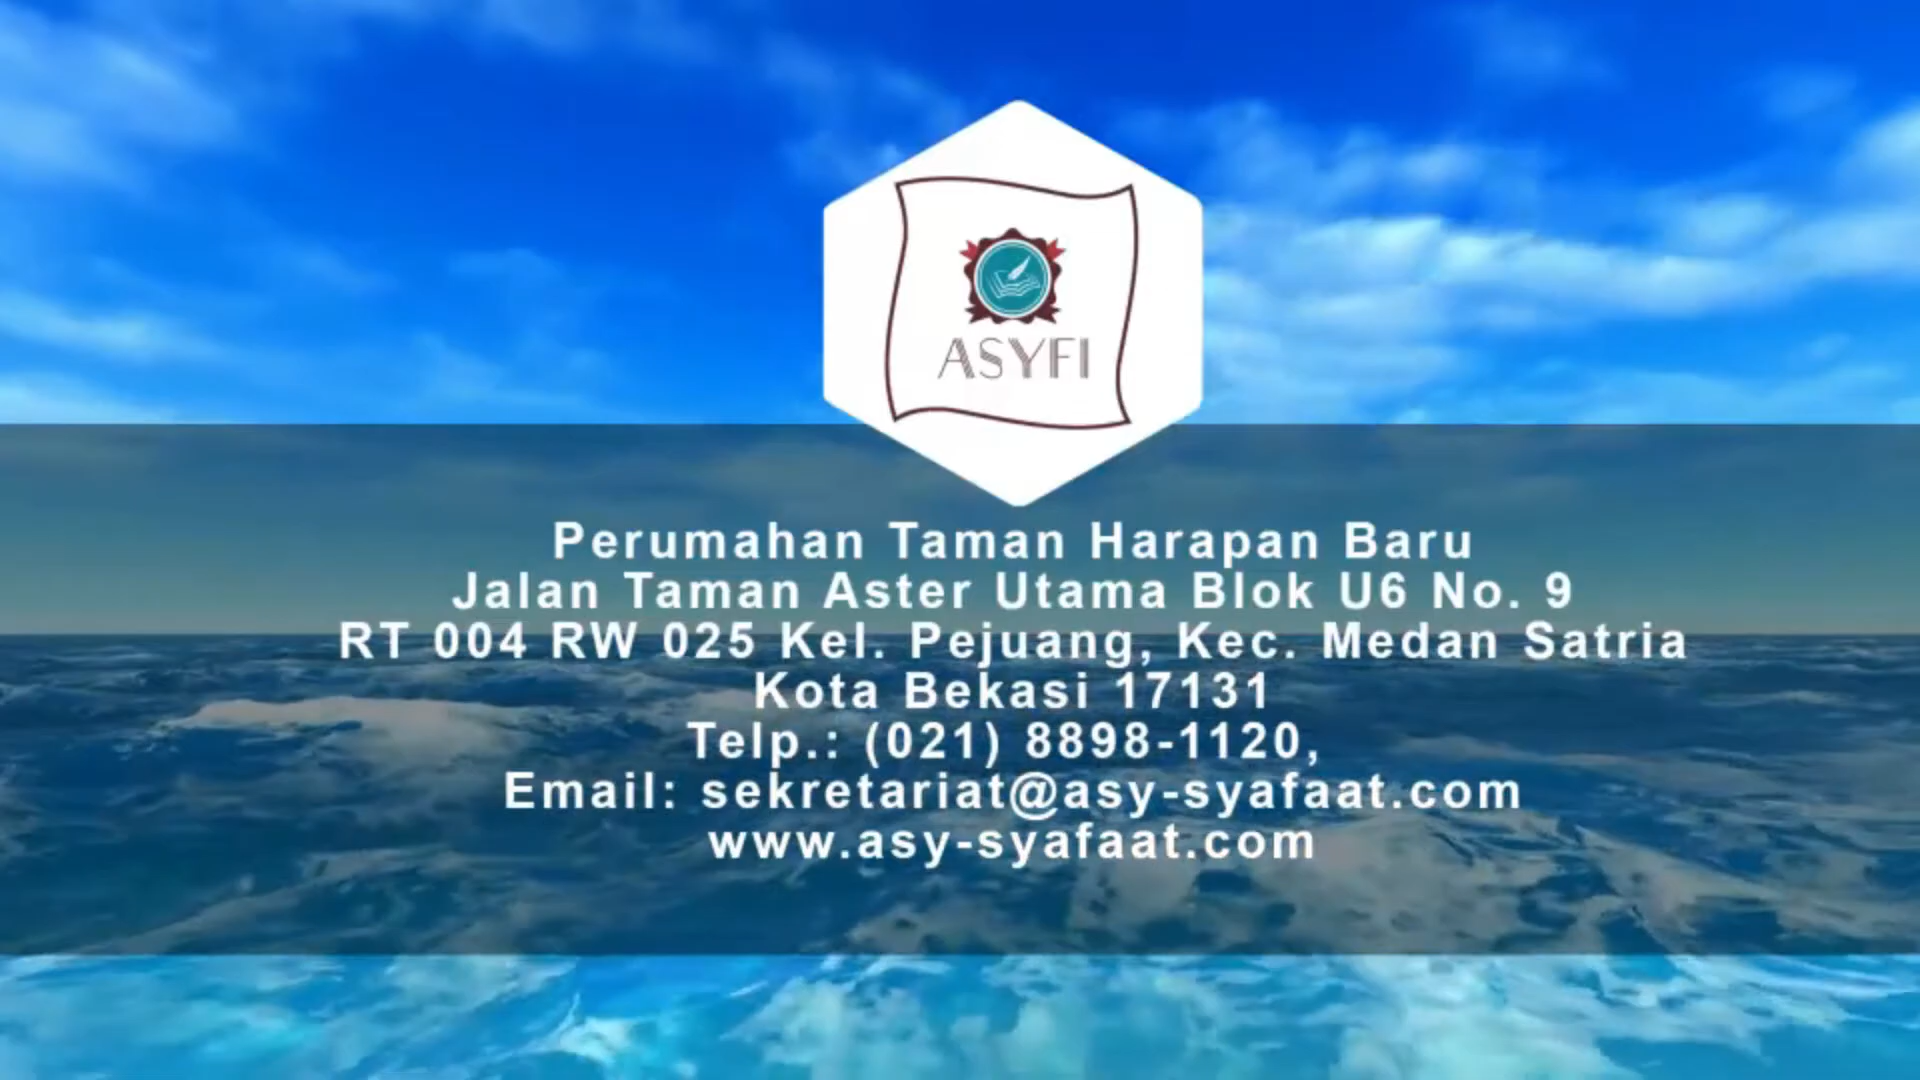 ASYFI
Perumahan Taman Harapan Baru
Jalan Taman Aster Utama Blok U6 No. 9
RT 004 RW 025 Kel. Pejuang, Kec. Medan Satria
Kota Bekasi 17131
Telp.: (021) 8898-1120,
Email: sekretariat@asy-syafaat.com
www.asy-syafaat.com